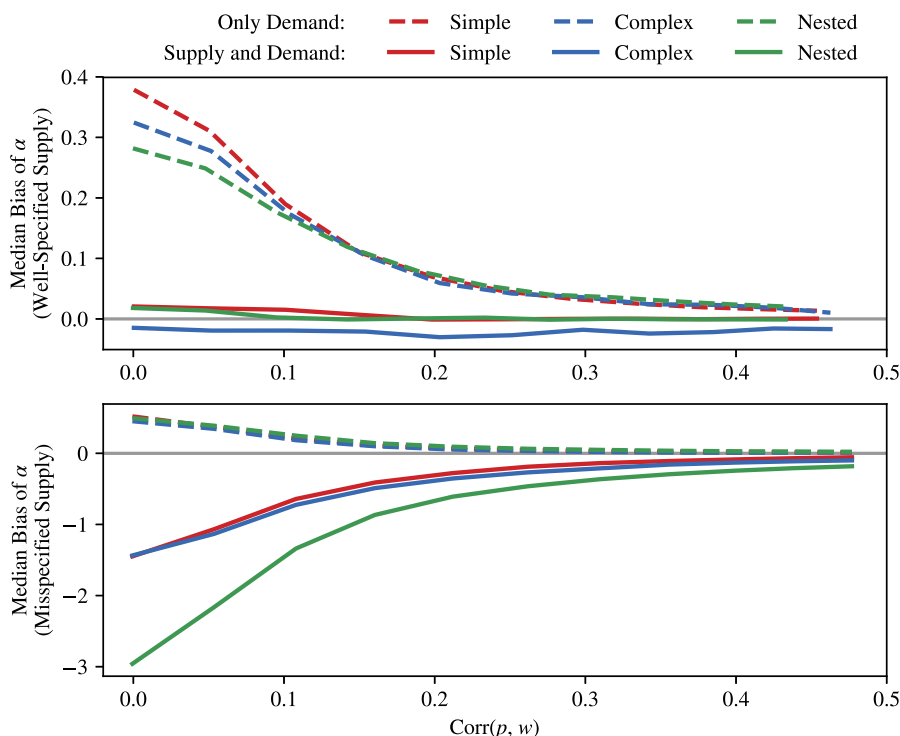 Only Demand: Simple Complex Nested
Supply and Demand: Simple Complex Nested
Median Bias of α
(Well-Specified Supply)
0.4
0.3
0.2
0.1
0.0
0.0 0.1 0.2 0.3 0.4 0.5
Median Bias of α
(Misspecified Supply)
0
−1
−2
−3
0.0 0.1 0.2 0.3 0.4 0.5
Corr(p, w)